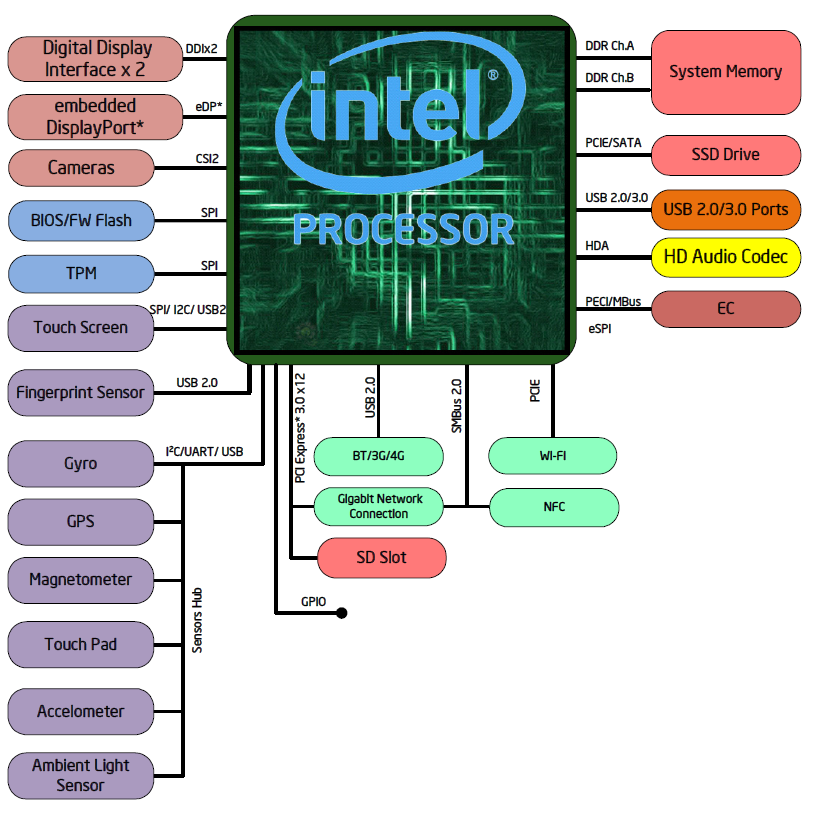 Digital Display
Interface x 2
DDIx2
embedded
DisplayPort*
eDP*
Cameras
CSI2
BIOS/FW Flash
SPI
TPM
SPI
Touch Screen
SPI/ I2C/ USB2
Fingerprint Sensor
USB 2.0
Gyro
I²C/UART/ USB
GPS
Magnetometer
Touch Pad
Accelometer
Ambient Light
Sensor
Sensors Hub
intel®
PROCESSOR
DDR Ch.A
DDR Ch.B
System Memory
PCIE/SATA
SSD Drive
USB 2.0/3.0
USB 2.0/3.0 Ports
HDA
HD Audio Codec
PECI/MBus
eSPI
EC
PCI Express* 3.0 x12
USB 2.0
SMBus 2.0
PCIE
BT/3G/4G
WI-FI
Gigabit Network
Connection
NFC
SD Slot
GPIO